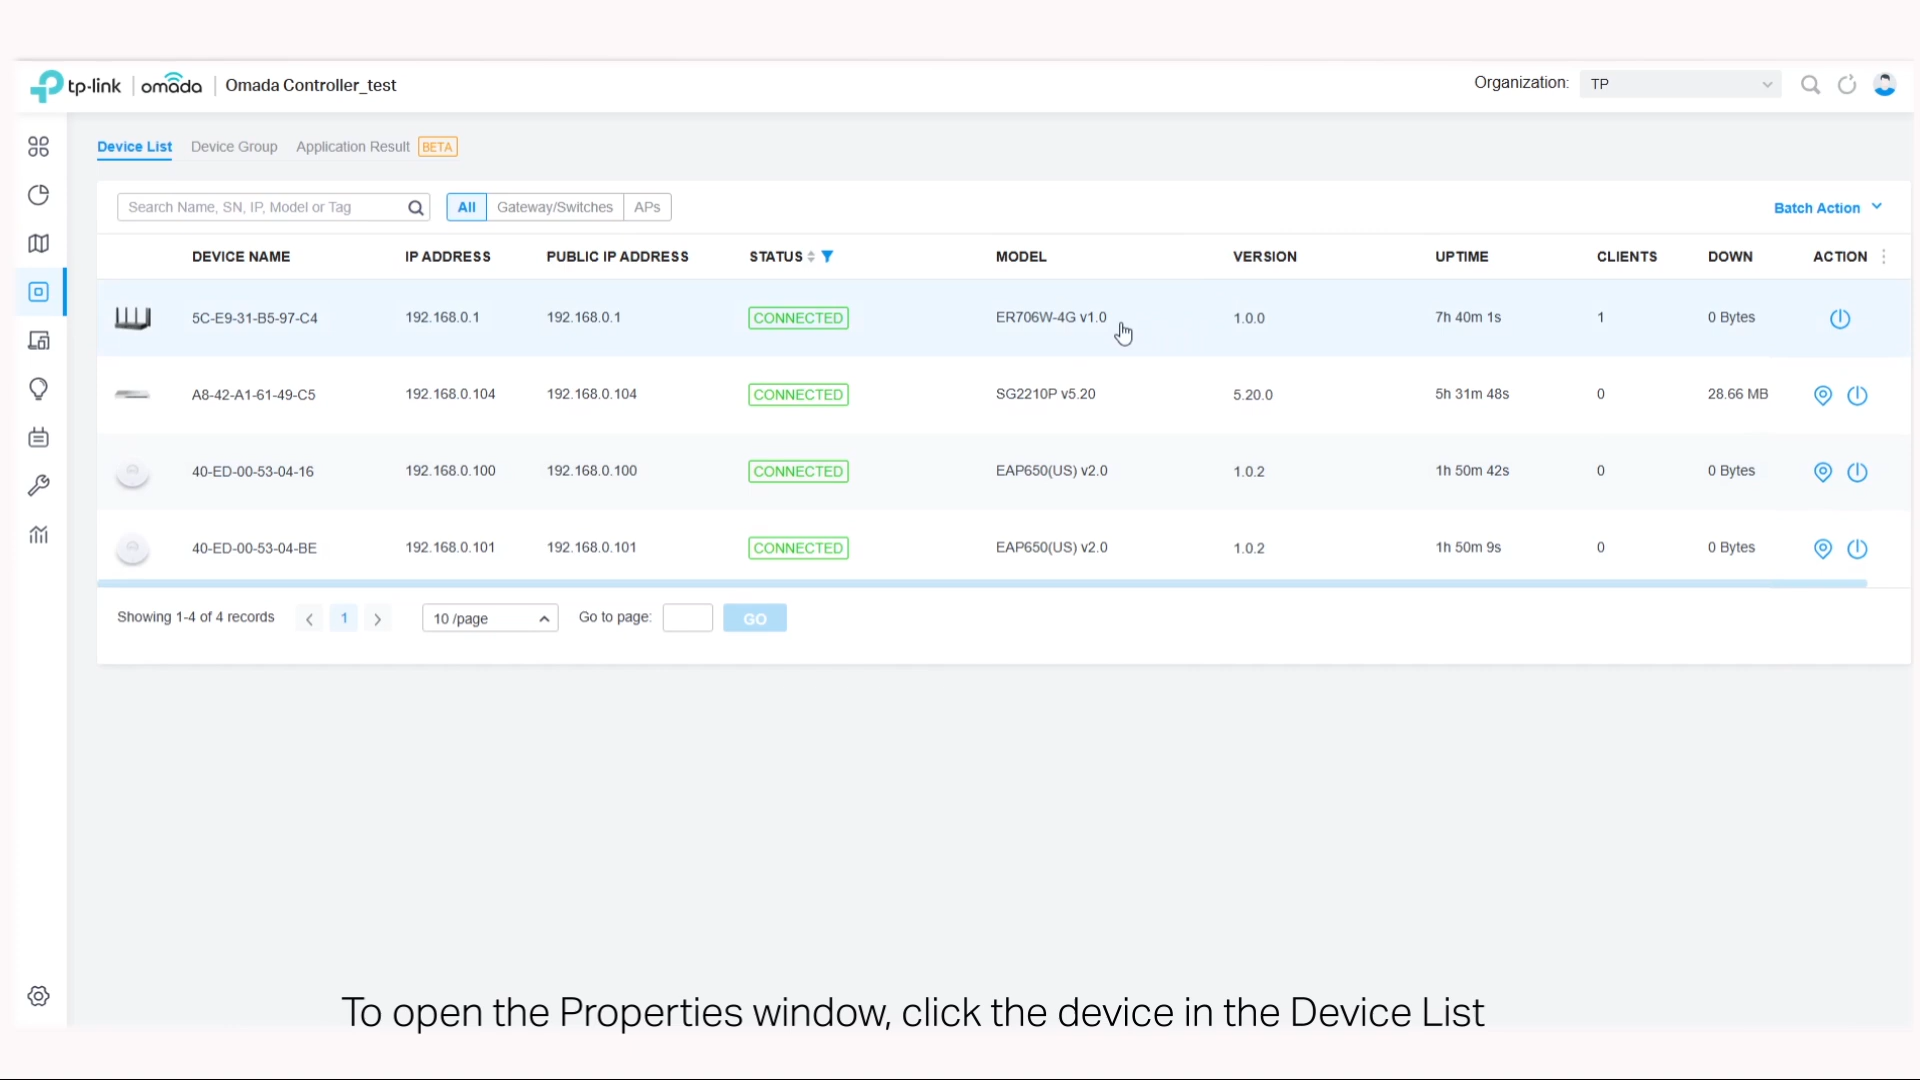 tp-link | omada | Omada Controller_test
Organization: TP
Device List Device Group Application Result BETA
Search Name, SN, IP, Model or Tag All Gateway/Switches APs Batch Action
DEVICE NAME IP ADDRESS PUBLIC IP ADDRESS STATUS MODEL VERSION UPTIME CLIENTS DOWN ACTION
5C-E9-31-B5-97-C4 192.168.0.1 192.168.0.1 CONNECTED ER706W-4G v1.0 1.0.0 7h 40m 1s 1 0 Bytes
A8-42-A1-61-49-C5 192.168.0.104 192.168.0.104 CONNECTED SG2210P v5.20 5.20.0 5h 31m 48s 0 28.66 MB
40-ED-00-53-04-16 192.168.0.100 192.168.0.100 CONNECTED EAP650(US) v2.0 1.0.2 1h 50m 42s 0 0 Bytes
40-ED-00-53-04-BE 192.168.0.101 192.168.0.101 CONNECTED EAP650(US) v2.0 1.0.2 1h 50m 9s 0 0 Bytes
Showing 1-4 of 4 records < 1 > 10 /page Go to page: GO
To open the Properties window, click the device in the Device List